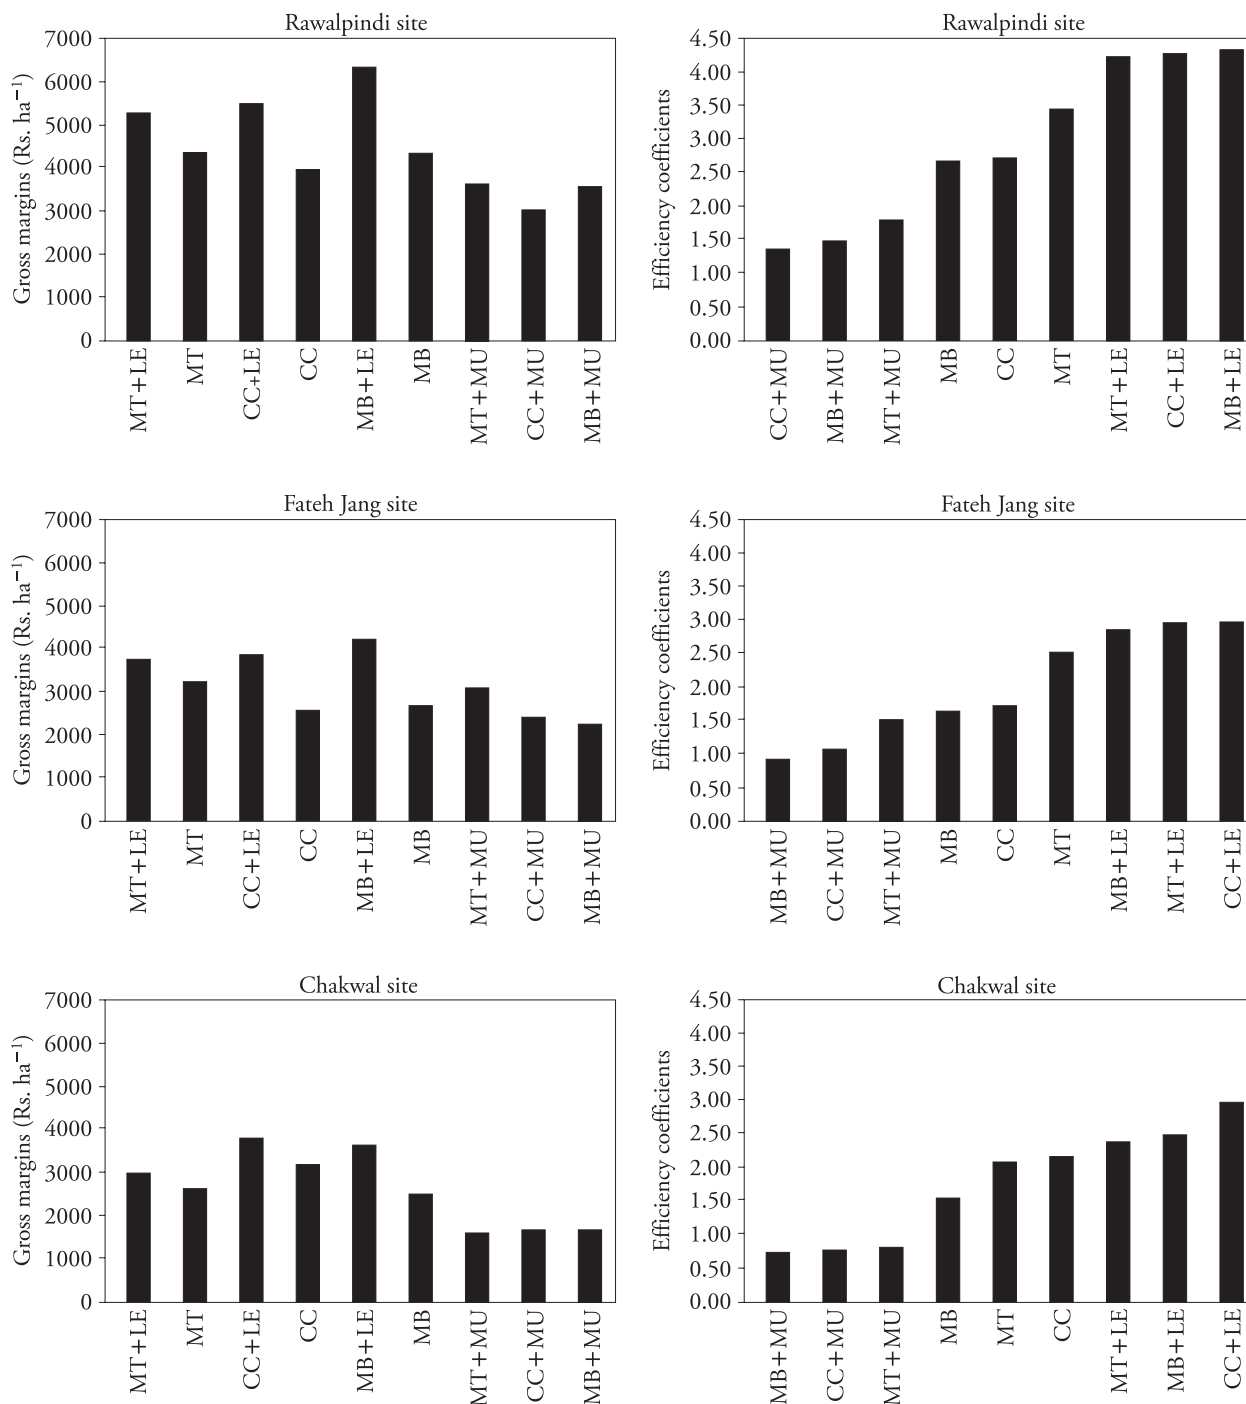 Rawalpindi site
Gross margins (Rs. ha⁻¹)
7000
6000
5000
4000
3000
2000
1000
0
MT+LE
MT
CC+LE
CC
MB+LE
MB
MT+MU
CC+MU
MB+MU
Rawalpindi site
Efficiency coefficients
4.50
4.00
3.50
3.00
2.50
2.00
1.50
1.00
0.50
0.00
CC+MU
MB+MU
MT+MU
MB
CC
MT
MT+LE
CC+LE
MB+LE
Fateh Jang site
Gross margins (Rs. ha⁻¹)
7000
6000
5000
4000
3000
2000
1000
0
MT+LE
MT
CC+LE
CC
MB+LE
MB
MT+MU
CC+MU
MB+MU
Fateh Jang site
Efficiency coefficients
4.50
4.00
3.50
3.00
2.50
2.00
1.50
1.00
0.50
0.00
MB+MU
CC+MU
MT+MU
MB
CC
MT
MB+LE
MT+LE
CC+LE
Chakwal site
Gross margins (Rs. ha⁻¹)
7000
6000
5000
4000
3000
2000
1000
0
MT+LE
MT
CC+LE
CC
MB+LE
MB
MT+MU
CC+MU
MB+MU
Chakwal site
Efficiency coefficients
4.50
4.00
3.50
3.00
2.50
2.00
1.50
1.00
0.50
0.00
MB+MU
CC+MU
MT+MU
MB
MT
CC
MT+LE
MB+LE
CC+LE